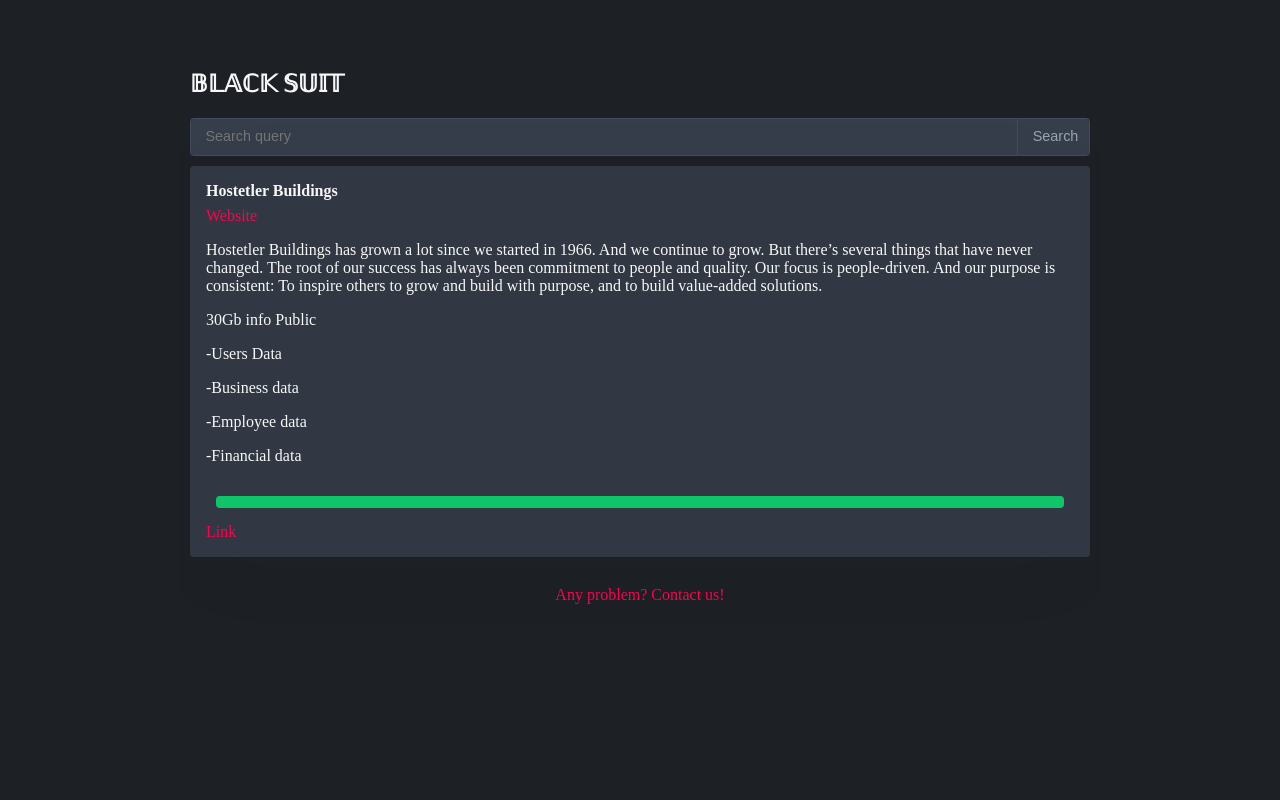 𝔹𝕃𝔸ℂ𝕂 𝕊𝕌𝕀𝕋
Search query
Search
Hostetler Buildings
Website
Hostetler Buildings has grown a lot since we started in 1966. And we continue to grow. But there’s several things that have never
changed. The root of our success has always been commitment to people and quality. Our focus is people-driven. And our purpose is
consistent: To inspire others to grow and build with purpose, and to build value-added solutions.
30Gb info Public
-Users Data
-Business data
-Employee data
-Financial data
Link
Any problem? Contact us!